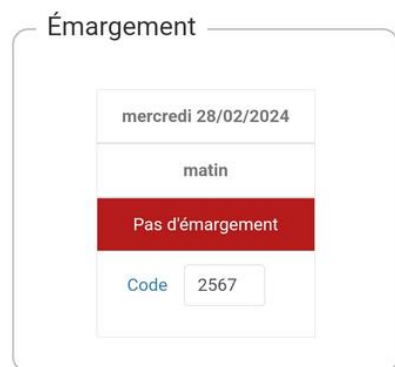 Émargement
mercredi 28/02/2024
matin
Pas d'émargement
Code 2567